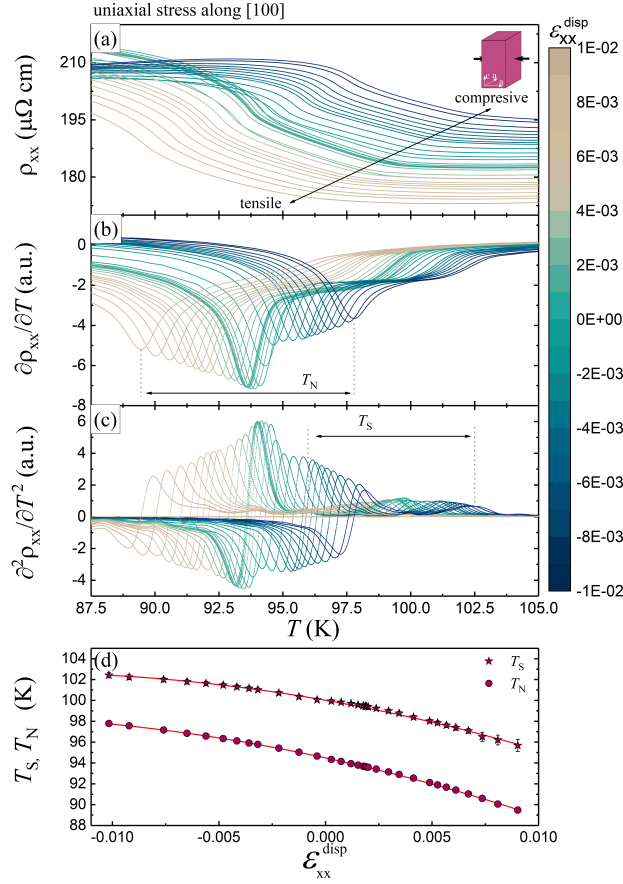 uniaxial stress along [100]
(a)
ε_xx^disp
210
195
180
ρ_xx (μΩ cm)
compresive
tensile
1E-02
8E-03
6E-03
4E-03
2E-03
0E+00
-2E-03
-4E-03
-6E-03
-8E-03
-1E-02
(b)
0
-2
-4
-6
-8
∂ρ_xx/∂T (a.u.)
T_N
(c)
6
4
2
0
-2
-4
∂²ρ_xx/∂T² (a.u.)
T_S
87.5 90.0 92.5 95.0 97.5 100.0 102.5 105.0
T (K)
(d)
104
102
100
98
96
94
92
90
88
T_S, T_N (K)
T_S
T_N
-0.010 -0.005 0.000 0.005 0.010
ε_xx^disp